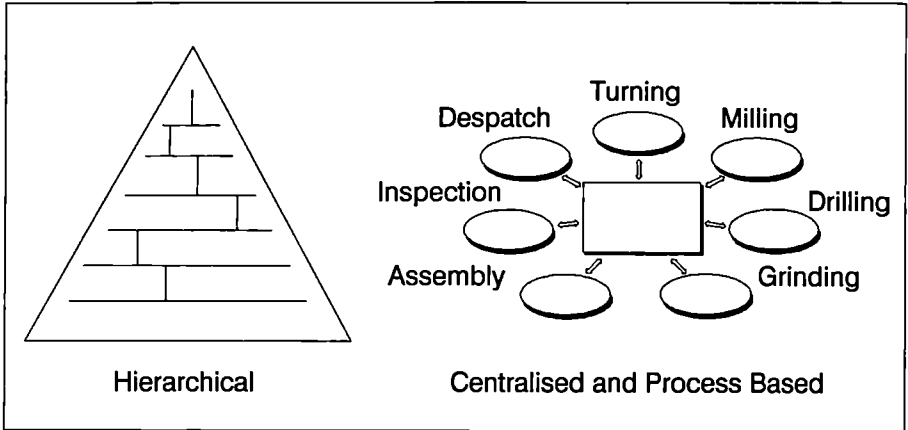 Turning
Despatch
Milling
Inspection
Drilling
Assembly
Grinding
Hierarchical
Centralised and Process Based